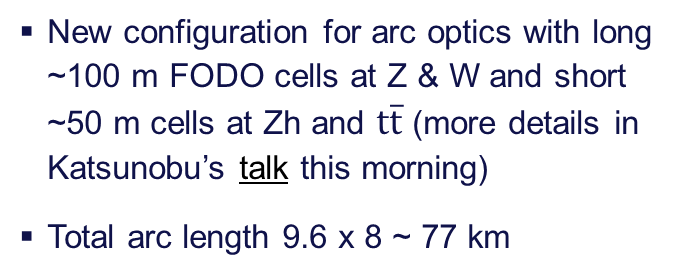 ▪ New configuration for arc optics with long
~100 m FODO cells at Z & W and short
~50 m cells at Zh and tt̄ (more details in
Katsunobu’s talk this morning)
▪ Total arc length 9.6 x 8 ~ 77 km